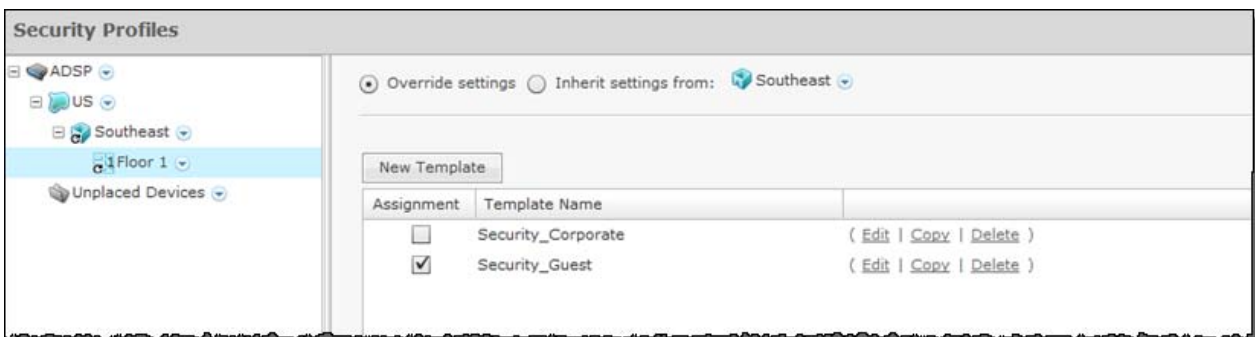 Security Profiles
ADSP
US
Southeast
1 Floor 1
Unplaced Devices
Override settings Inherit settings from: Southeast
New Template
Assignment Template Name
Security_Corporate ( Edit | Copy | Delete )
Security_Guest ( Edit | Copy | Delete )